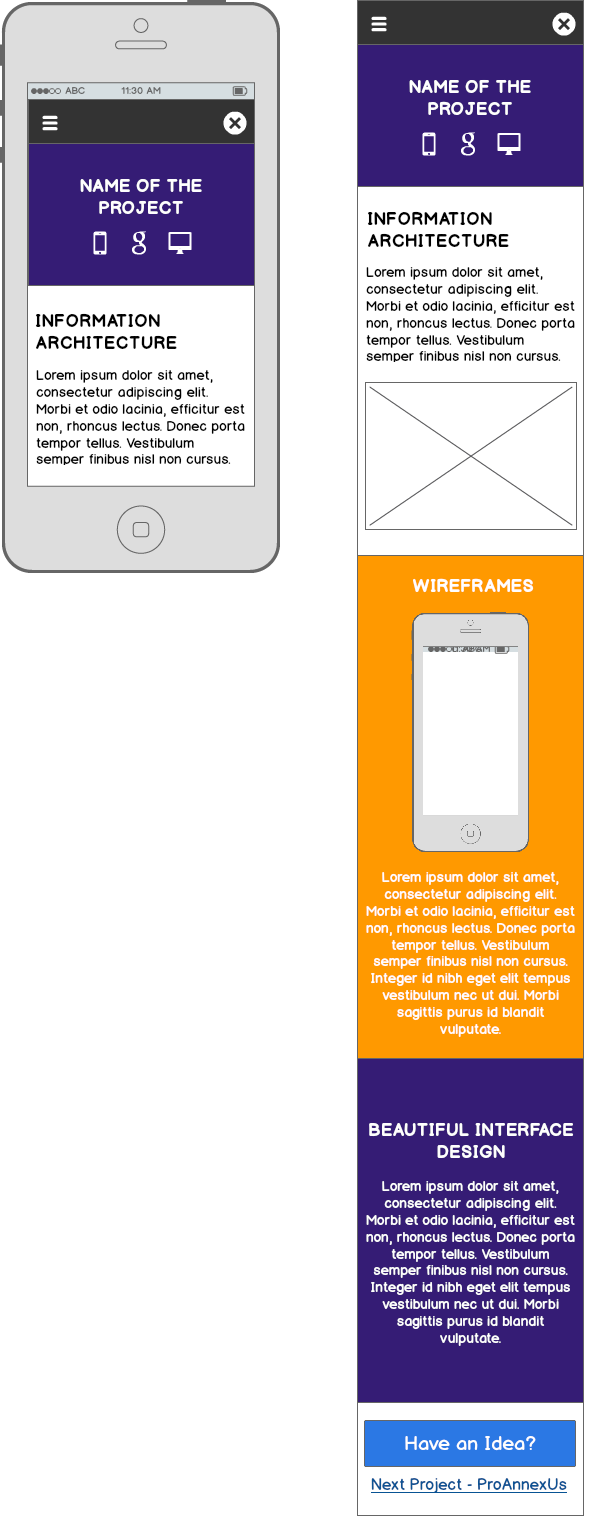 ABC 11:30 AM
NAME OF THE
PROJECT
g
INFORMATION
ARCHITECTURE
Lorem ipsum dolor sit amet,
consectetur adipiscing elit.
Morbi et odio lacinia, efficitur est
non, rhoncus lectus. Donec porta
tempor tellus. Vestibulum
semper finibus nisl non cursus.
NAME OF THE
PROJECT
g
INFORMATION
ARCHITECTURE
Lorem ipsum dolor sit amet,
consectetur adipiscing elit.
Morbi et odio lacinia, efficitur est
non, rhoncus lectus. Donec porta
tempor tellus. Vestibulum
semper finibus nisl non cursus.
WIREFRAMES
Lorem ipsum dolor sit amet,
consectetur adipiscing elit.
Morbi et odio lacinia, efficitur est
non, rhoncus lectus. Donec porta
tempor tellus. Vestibulum
semper finibus nisl non cursus.
Integer id nibh eget elit tempus
vestibulum nec ut dui. Morbi
sagittis purus id blandit
vulputate.
BEAUTIFUL INTERFACE
DESIGN
Lorem ipsum dolor sit amet,
consectetur adipiscing elit.
Morbi et odio lacinia, efficitur est
non, rhoncus lectus. Donec porta
tempor tellus. Vestibulum
semper finibus nisl non cursus.
Integer id nibh eget elit tempus
vestibulum nec ut dui. Morbi
sagittis purus id blandit
vulputate.
Have an Idea?
Next Project - ProAnnexUs